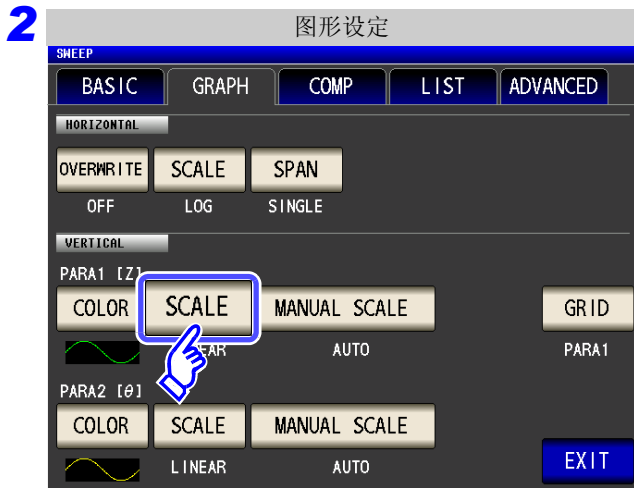 2
图形设定
SWEEP
BASIC GRAPH COMP LIST ADVANCED
HORIZONTAL
OVERWRITE SCALE SPAN
OFF LOG SINGLE
VERTICAL
PARA1 [Z]
COLOR SCALE MANUAL SCALE GRID
AUTO PARA1
PARA2 [θ]
COLOR SCALE MANUAL SCALE
LINEAR AUTO EXIT